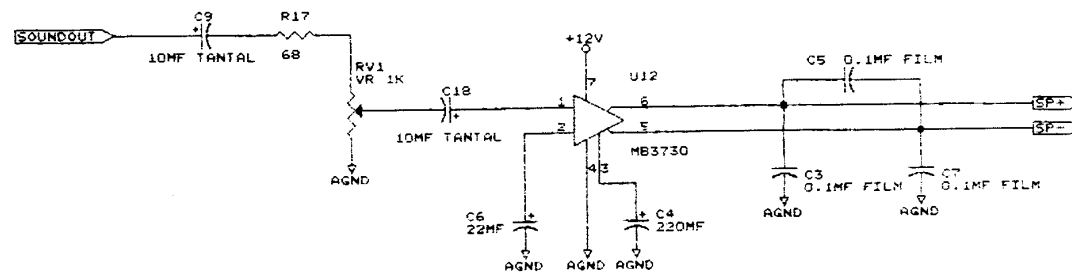 SOUNDOUT
C9
+
10MF TANTAL
R17
68
RV1
VR 1K
AGND
C18
+
10MF TANTAL
+12V
7
U12
1
2
6
5
MB3730
4
3
C5 0.1MF FILM
SP+
SP-
C3
0.1MF FILM
AGND
C7
0.1MF FILM
AGND
C6
22MF
+
AGND
AGND
+
C4
220MF
AGND